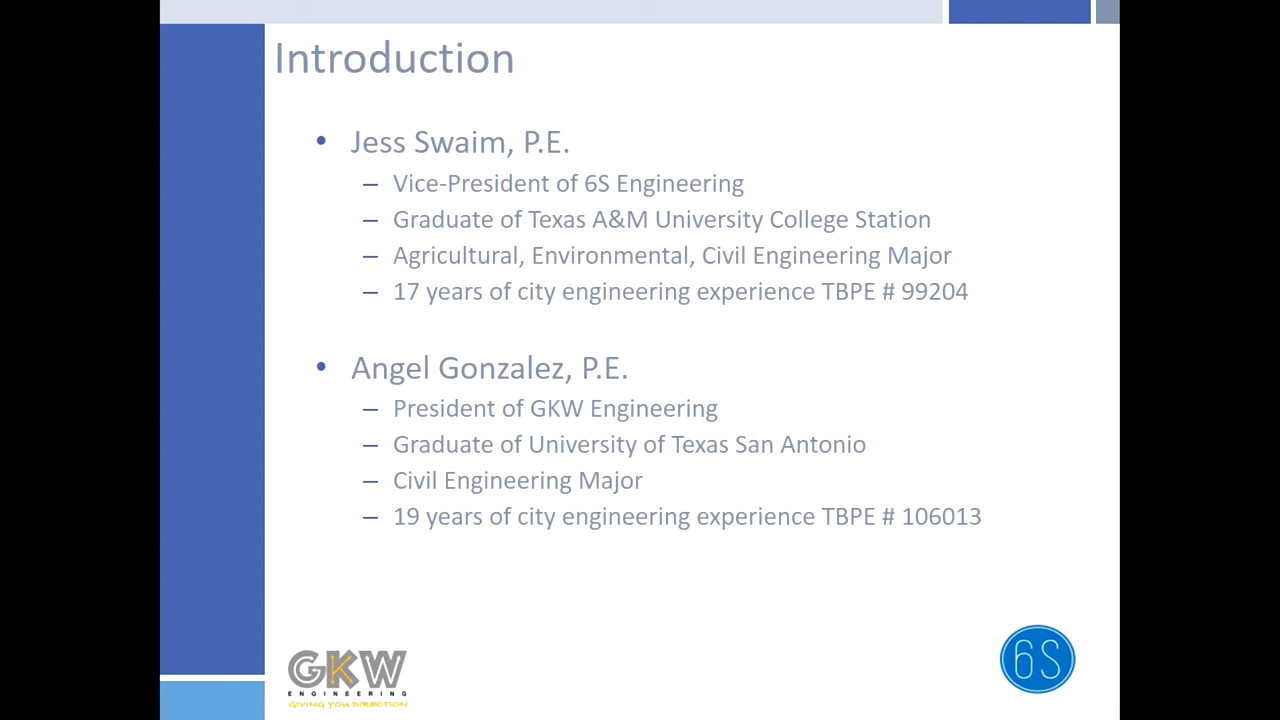 Introduction
• Jess Swaim, P.E.
– Vice-President of 6S Engineering
– Graduate of Texas A&M University College Station
– Agricultural, Environmental, Civil Engineering Major
– 17 years of city engineering experience TBPE # 99204
• Angel Gonzalez, P.E.
– President of GKW Engineering
– Graduate of University of Texas San Antonio
– Civil Engineering Major
– 19 years of city engineering experience TBPE # 106013
GKW
ENGINEERING
GIVING YOU DIRECTION
6S